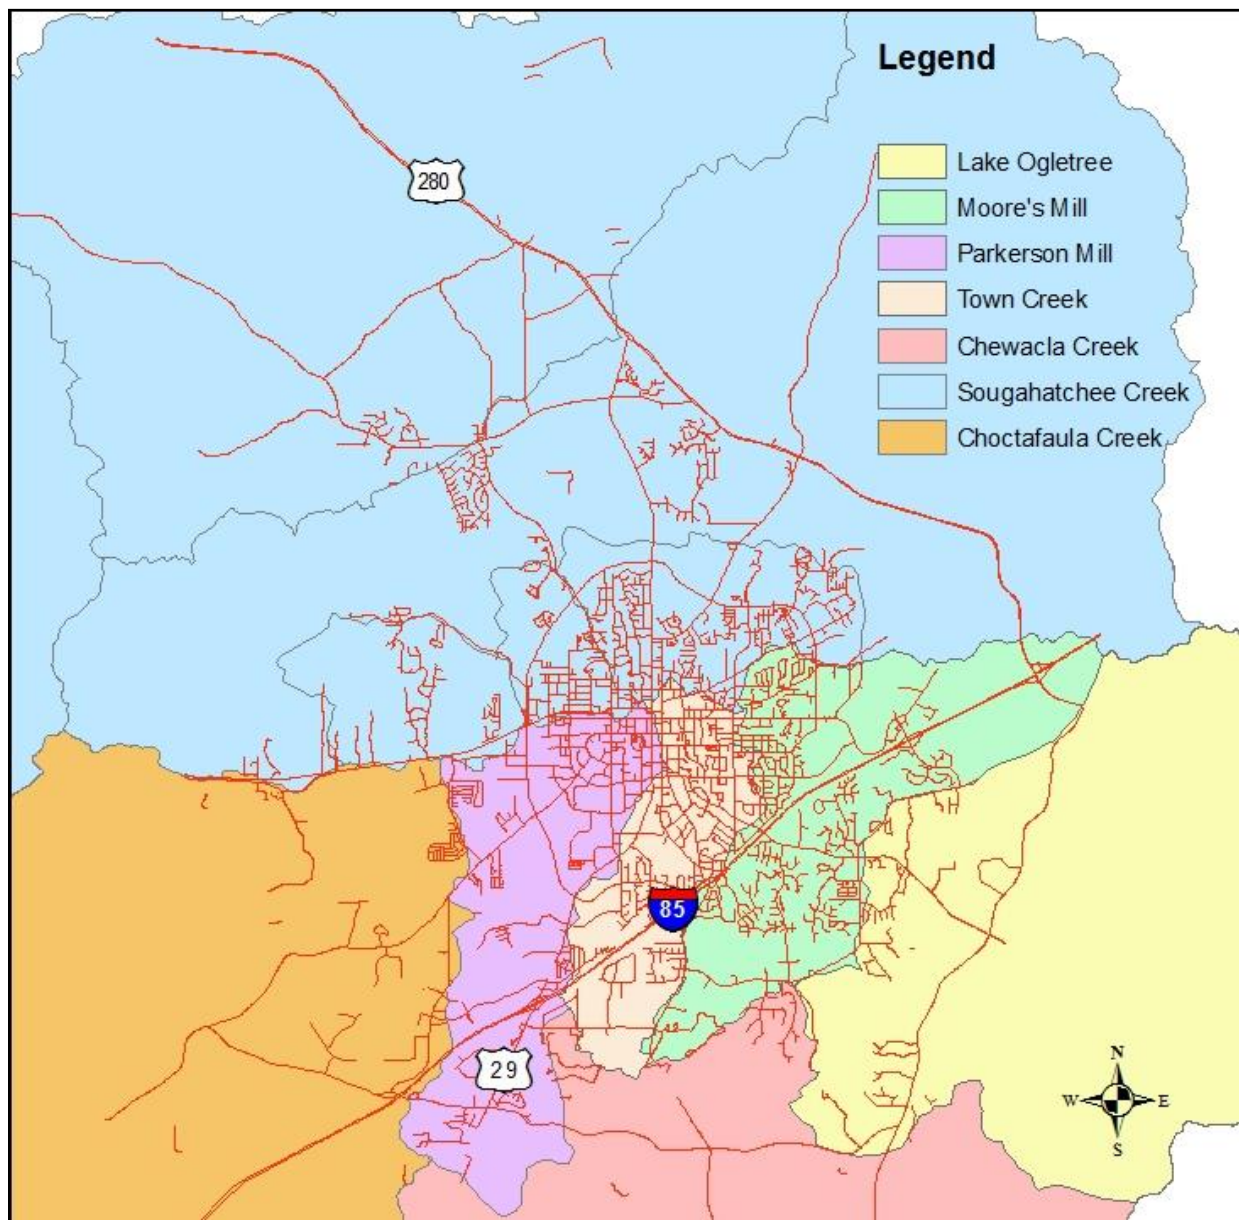 Legend
280
Lake Ogletree
Moore's Mill
Parkerson Mill
Town Creek
Chewacla Creek
Sougahatchee Creek
Choctafaula Creek
85
29
N
W E
S